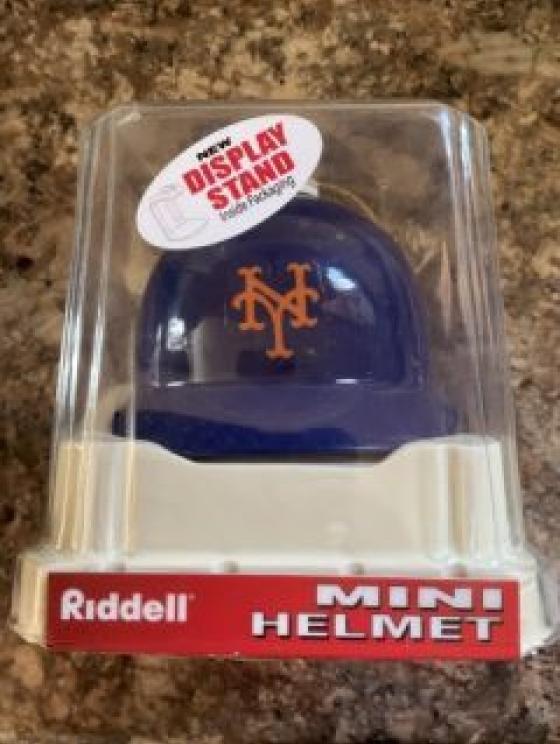 NEW
DISPLAY
STAND
Inside Packaging
NY
Riddell
MINI
HELMET